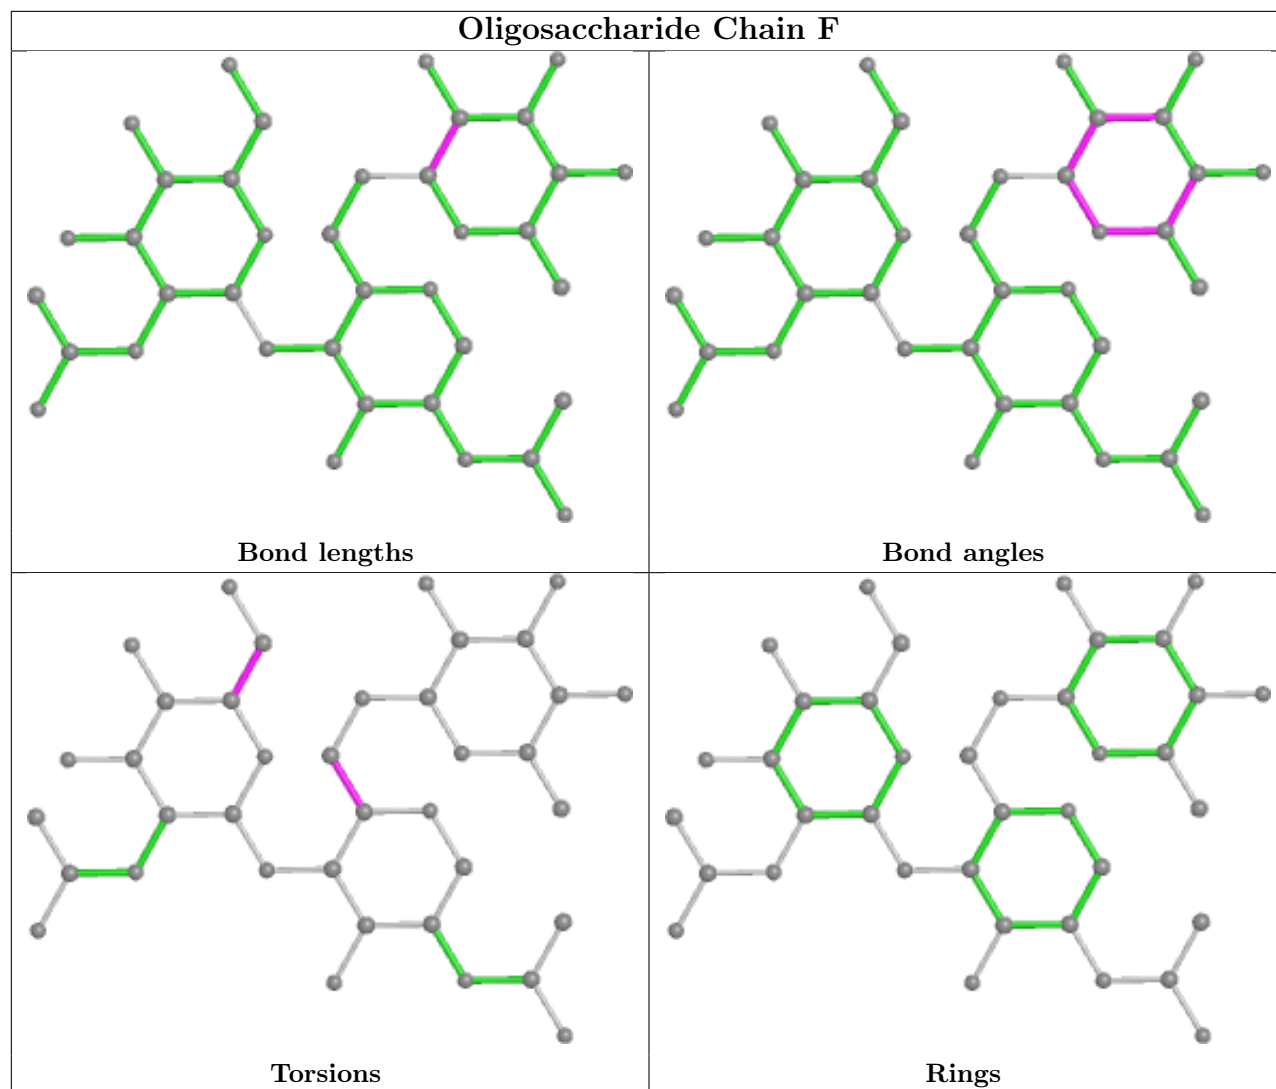 Oligosaccharide Chain F
Bond lengths
Bond angles
Torsions
Rings